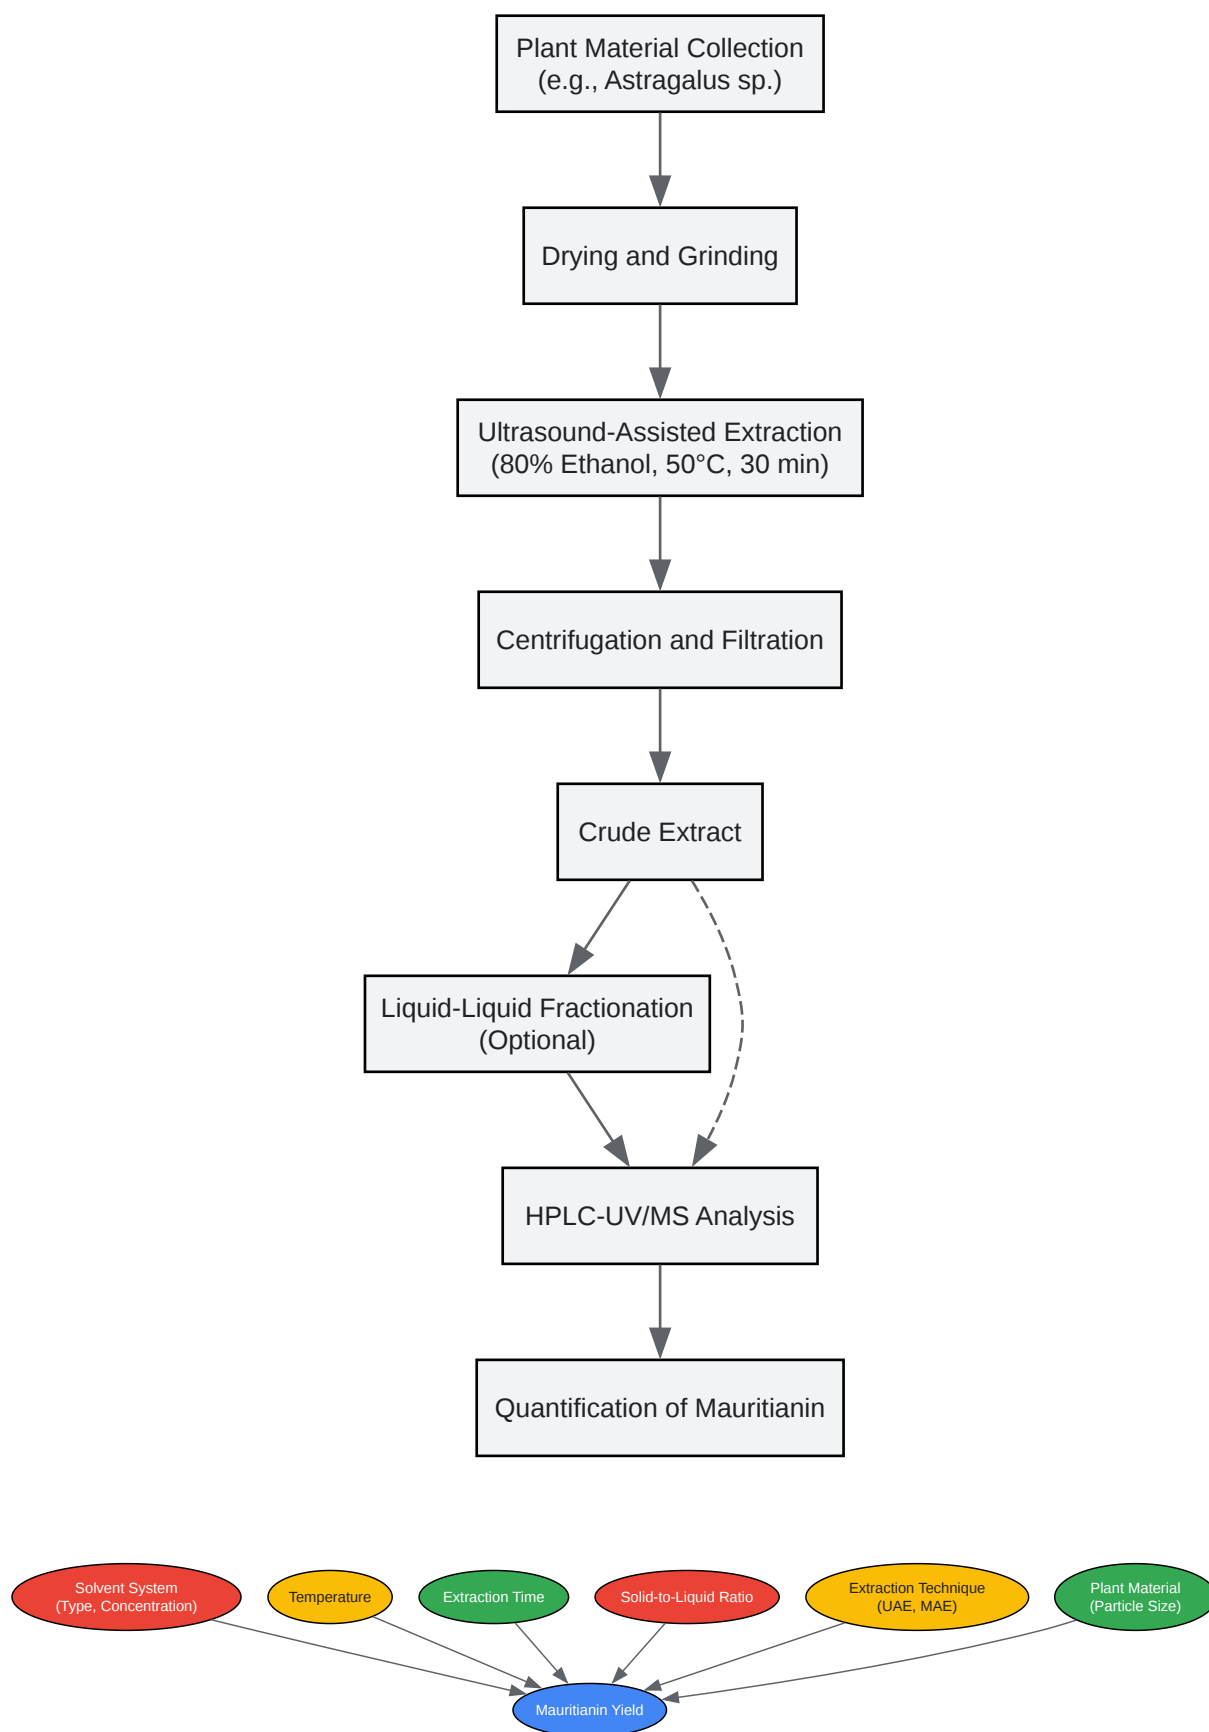 Plant Material Collection
(e.g., Astragalus sp.)
Drying and Grinding
Ultrasound-Assisted Extraction
(80% Ethanol, 50°C, 30 min)
Centrifugation and Filtration
Crude Extract
Liquid-Liquid Fractionation
(Optional)
HPLC-UV/MS Analysis
Quantification of Mauritianin
Solvent System
(Type, Concentration)
Temperature
Extraction Time
Solid-to-Liquid Ratio
Extraction Technique
(UAE, MAE)
Plant Material
(Particle Size)
Mauritianin Yield